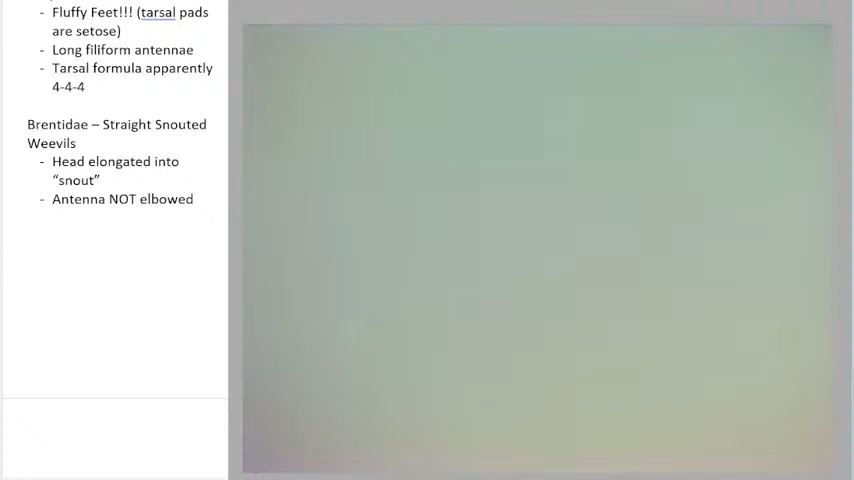 - Fluffy Feet!!! (tarsal pads
are setose)
- Long filiform antennae
- Tarsal formula apparently
4-4-4
Brentidae – Straight Snouted
Weevils
- Head elongated into
“snout”
- Antenna NOT elbowed